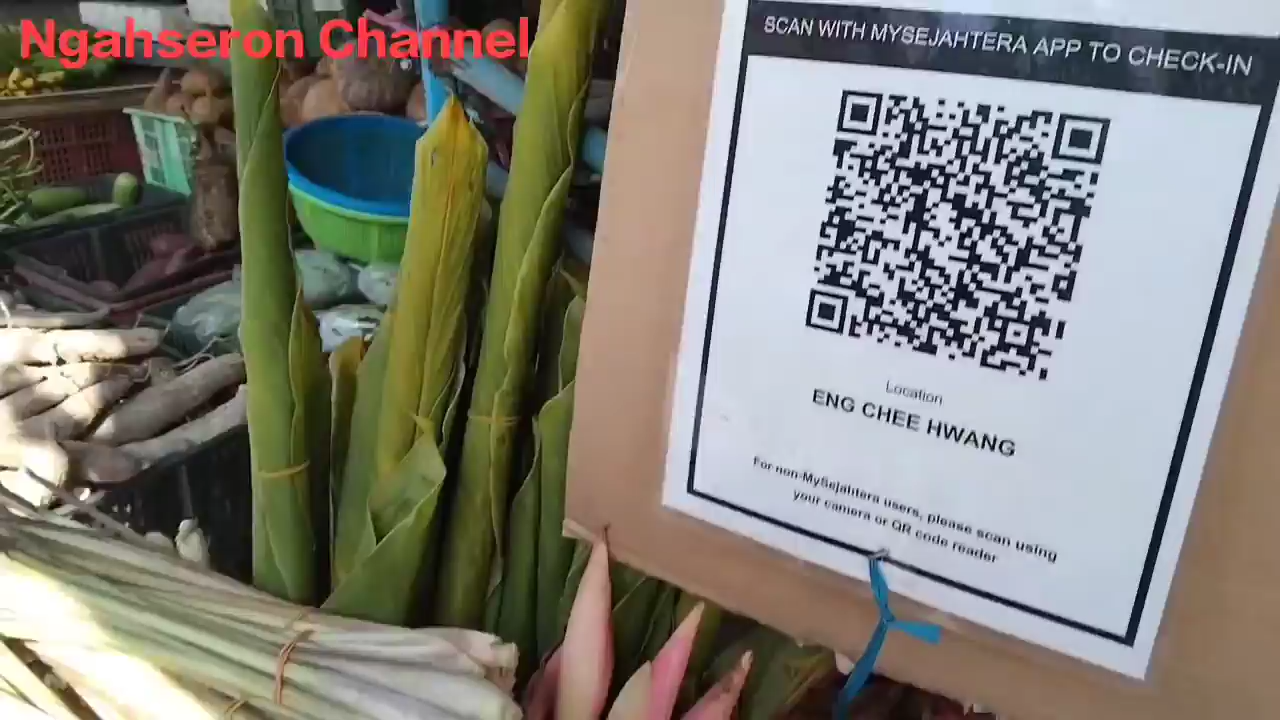 Ngahseron Channel
SCAN WITH MYSEJAHTERA APP TO CHECK-IN
Location
ENG CHEE HWANG
For non-MySejahtera users, please scan using
your camera or QR code reader